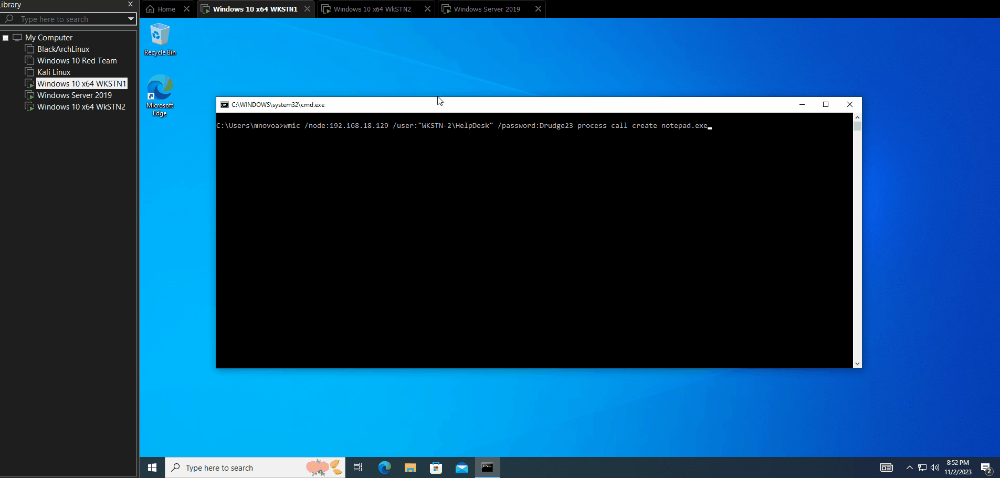 Library
Type here to search
My Computer
BlackArchLinux
Windows 10 Red Team
Kali Linux
Windows 10 x64 WKSTN1
Windows Server 2019
Windows 10 x64 WkSTN2
Home
Windows 10 x64 WKSTN1
Windows 10 x64 WkSTN2
Windows Server 2019
Recycle Bin
Microsoft
Edge
C:\WINDOWS\system32\cmd.exe
C:\Users\mnovoa>wmic /node:192.168.18.129 /user:"WKSTN-2\HelpDesk" /password:Drudge23 process call create notepad.exe
Type here to search
8:52 PM
11/2/2023
2